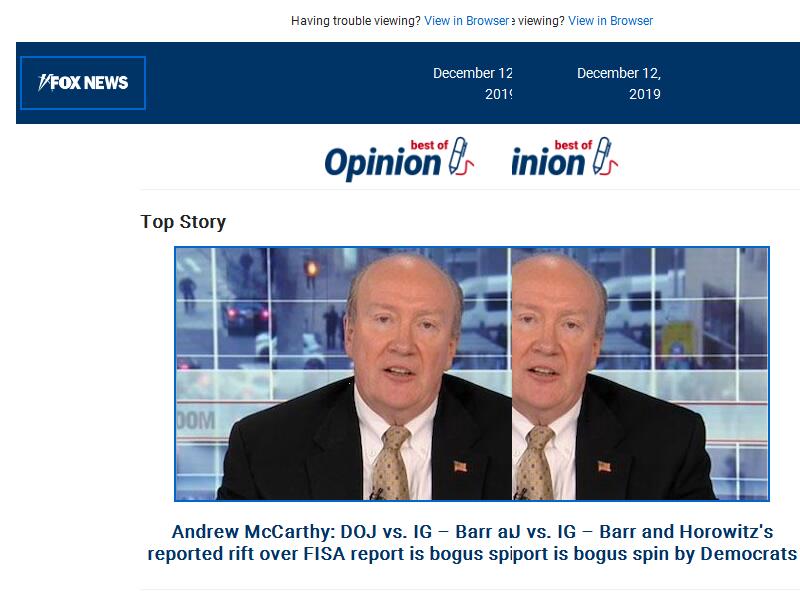 Having trouble viewing? View in Browser e viewing? View in Browser
FOX NEWS
December 12 December 12,
2019 2019
best of best of
Opinion inion
Top Story
OOM
Andrew McCarthy: DOJ vs. IG – Barr aJ vs. IG – Barr and Horowitz's
reported rift over FISA report is bogus spiport is bogus spin by Democrats